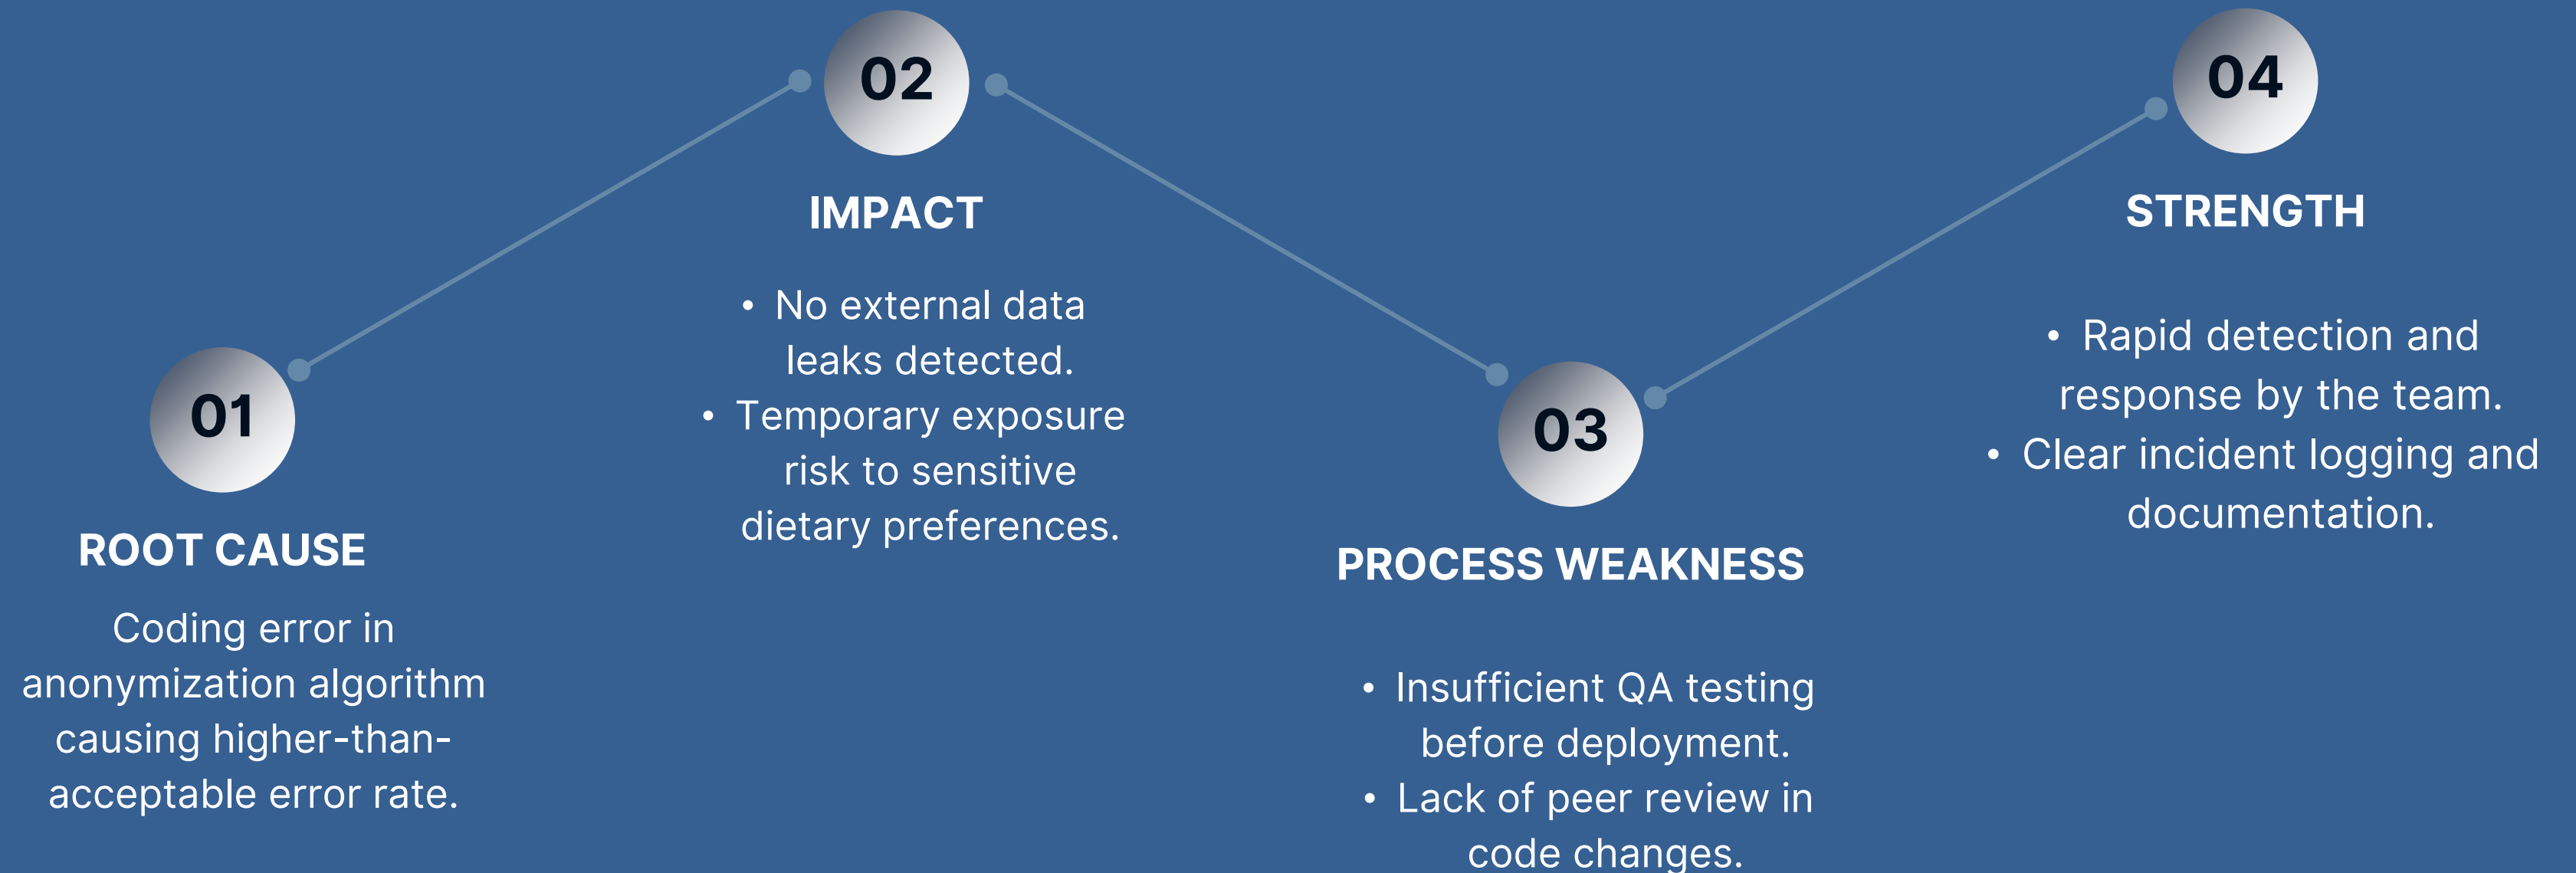 01
ROOT CAUSE
Coding error in
anonymization algorithm
causing higher-than-
acceptable error rate.
02
IMPACT
• No external data
leaks detected.
• Temporary exposure
risk to sensitive
dietary preferences.
03
PROCESS WEAKNESS
• Insufficient QA testing
before deployment.
• Lack of peer review in
code changes.
04
STRENGTH
• Rapid detection and
response by the team.
• Clear incident logging and
documentation.